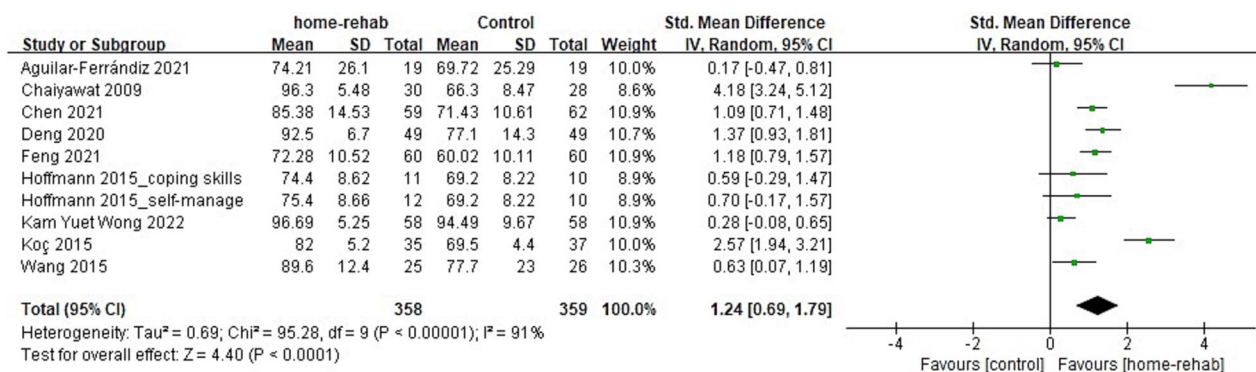 home-rehab Control Std. Mean Difference Std. Mean Difference
Study or Subgroup Mean SD Total Mean SD Total Weight IV, Random, 95% CI IV, Random, 95% CI
Aguilar-Ferrándiz 2021 74.21 26.1 19 69.72 25.29 19 10.0% 0.17 [-0.47, 0.81]
Chaiyawat 2009 96.3 5.48 30 66.3 8.47 28 8.6% 4.18 [3.24, 5.12]
Chen 2021 85.38 14.53 59 71.43 10.61 62 10.9% 1.09 [0.71, 1.48]
Deng 2020 92.5 6.7 49 77.1 14.3 49 10.7% 1.37 [0.93, 1.81]
Feng 2021 72.28 10.52 60 60.02 10.11 60 10.9% 1.18 [0.79, 1.57]
Hoffmann 2015_coping skills 74.4 8.62 11 69.2 8.22 10 8.9% 0.59 [-0.29, 1.47]
Hoffmann 2015_self-manage 75.4 8.66 12 69.2 8.22 10 8.9% 0.70 [-0.17, 1.57]
Kam Yuet Wong 2022 96.69 5.25 58 94.49 9.67 58 10.9% 0.28 [-0.08, 0.65]
Koç 2015 82 5.2 35 69.5 4.4 37 10.0% 2.57 [1.94, 3.21]
Wang 2015 89.6 12.4 25 77.7 23 26 10.3% 0.63 [0.07, 1.19]
Total (95% CI) 358 359 100.0% 1.24 [0.69, 1.79]
Heterogeneity: Tau² = 0.69; Chi² = 95.28, df = 9 (P < 0.00001); I² = 91%
Test for overall effect: Z = 4.40 (P < 0.0001)
-4 -2 0 2 4
Favours [control] Favours [home-rehab]